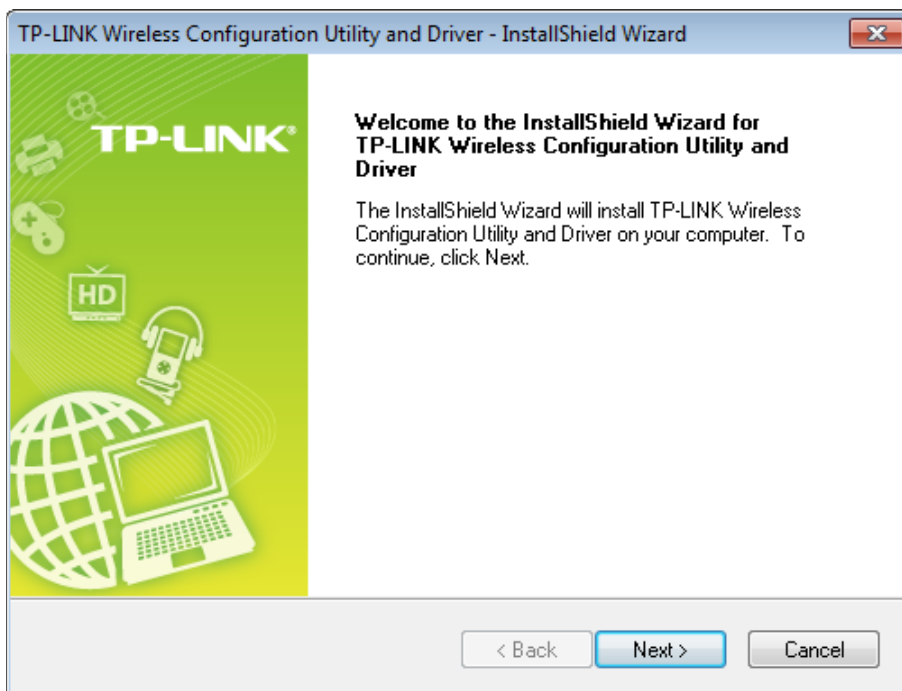 TP-LINK Wireless Configuration Utility and Driver - InstallShield Wizard
TP-LINK®
HD
Welcome to the InstallShield Wizard for
TP-LINK Wireless Configuration Utility and
Driver
The InstallShield Wizard will install TP-LINK Wireless
Configuration Utility and Driver on your computer. To
continue, click Next.
< Back
Next >
Cancel